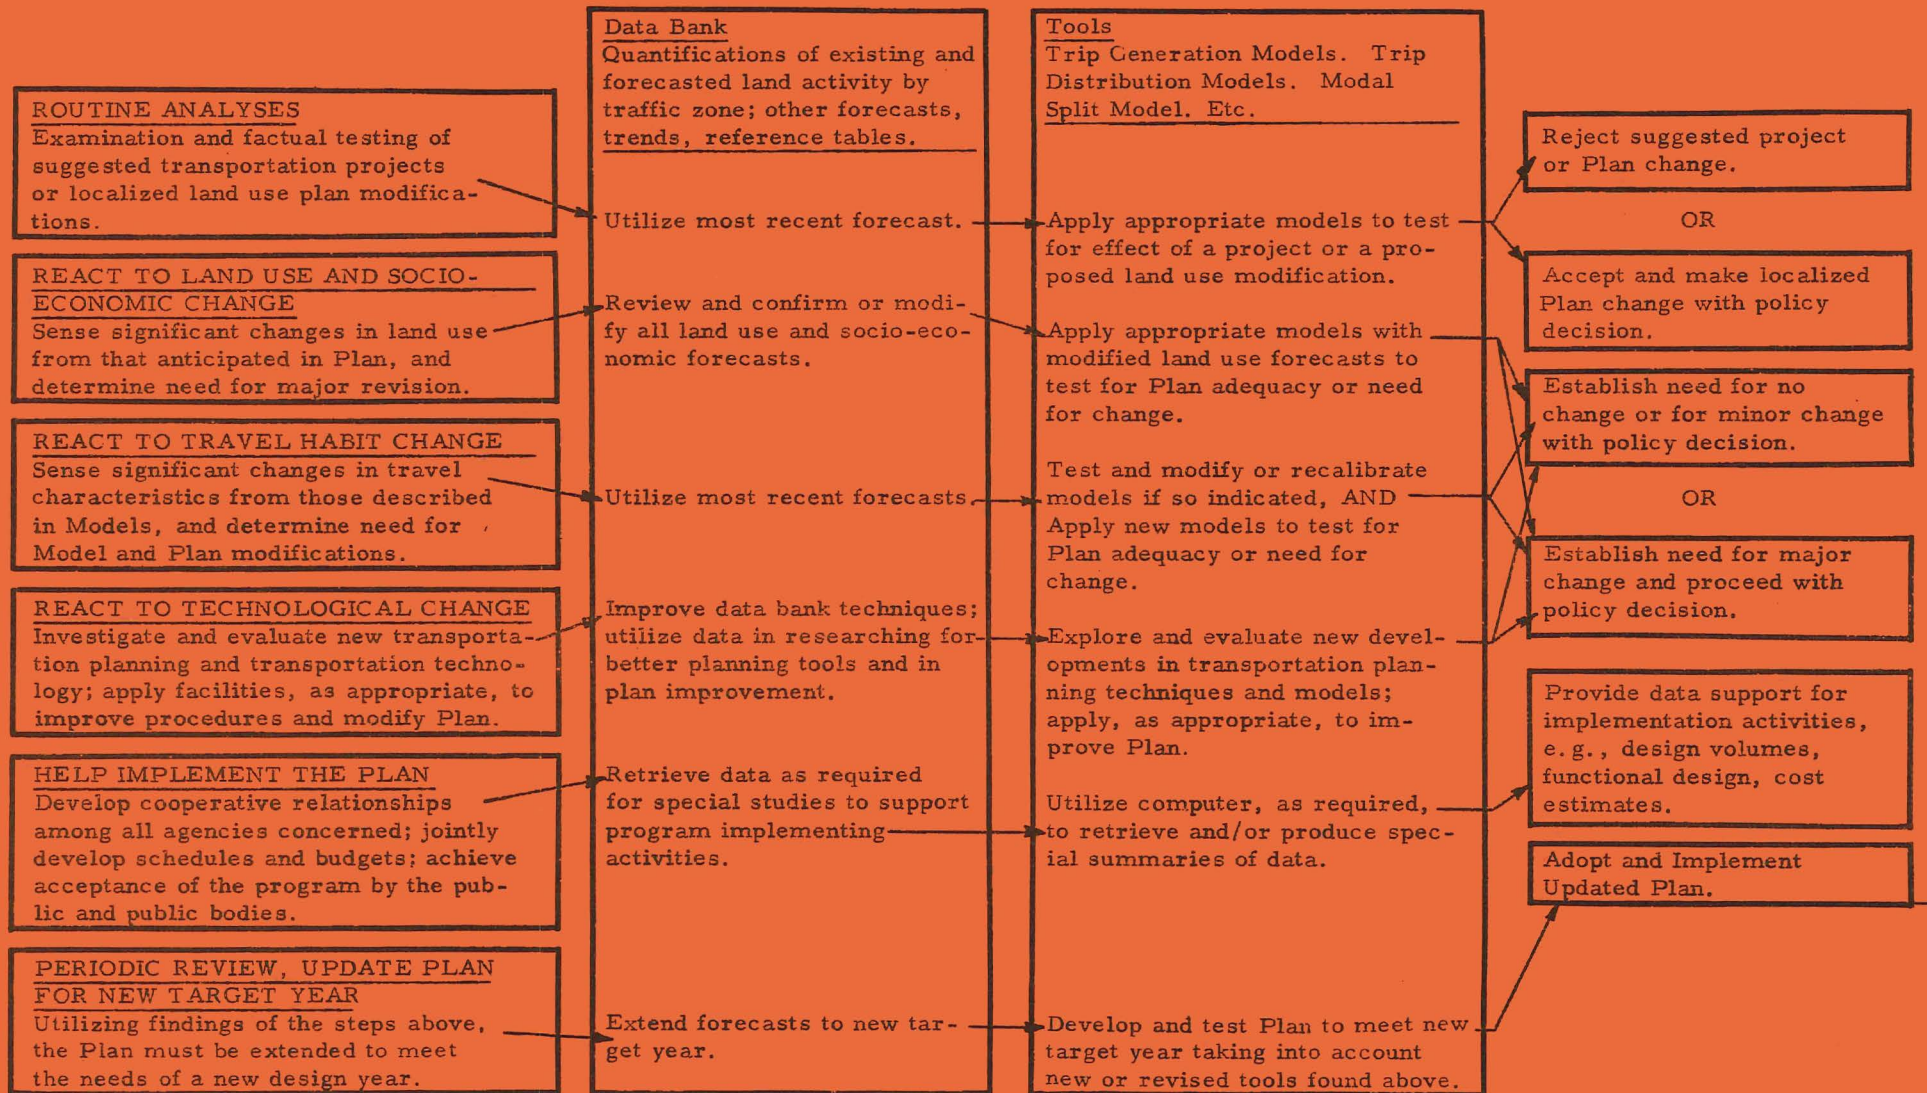 ROUTINE ANALYSES
Examination and factual testing of
suggested transportation projects
or localized land use plan modifica-
tions.
REACT TO LAND USE AND SOCIO-
ECONOMIC CHANGE
Sense significant changes in land use
from that anticipated in Plan, and
determine need for major revision.
REACT TO TRAVEL HABIT CHANGE
Sense significant changes in travel
characteristics from those described
in Models, and determine need for
Model and Plan modifications.
REACT TO TECHNOLOGICAL CHANGE
Investigate and evaluate new transporta-
tion planning and transportation techno-
logy; apply facilities, as appropriate, to
improve procedures and modify Plan.
HELP IMPLEMENT THE PLAN
Develop cooperative relationships
among all agencies concerned; jointly
develop schedules and budgets; achieve
acceptance of the program by the pub-
lic and public bodies.
PERIODIC REVIEW, UPDATE PLAN
FOR NEW TARGET YEAR
Utilizing findings of the steps above,
the Plan must be extended to meet
the needs of a new design year.
Data Bank
Quantifications of existing and
forecasted land activity by
traffic zone; other forecasts,
trends, reference tables.
Utilize most recent forecast.
Review and confirm or modi-
fy all land use and socio-eco-
nomic forecasts.
Utilize most recent forecasts.
Improve data bank techniques;
utilize data in researching for
better planning tools and in
plan improvement.
Retrieve data as required
for special studies to support
program implementing
activities.
Extend forecasts to new tar-
get year.
Tools
Trip Generation Models. Trip
Distribution Models. Modal
Split Model. Etc.
Apply appropriate models to test
for effect of a project or a pro-
posed land use modification.
Apply appropriate models with
modified land use forecasts to
test for Plan adequacy or need
for change.
Test and modify or recalibrate
models if so indicated, AND
Apply new models to test for
Plan adequacy or need for
change.
Explore and evaluate new devel-
opments in transportation plan-
ning techniques and models;
apply, as appropriate, to im-
prove Plan.
Utilize computer, as required,
to retrieve and/or produce spec-
ial summaries of data.
Develop and test Plan to meet new
target year taking into account
new or revised tools found above.
Reject suggested project
or Plan change.
OR
Accept and make localized
Plan change with policy
decision.
Establish need for no
change or for minor change
with policy decision.
OR
Establish need for major
change and proceed with
policy decision.
Provide data support for
implementation activities,
e.g., design volumes,
functional design, cost
estimates.
Adopt and Implement
Updated Plan.